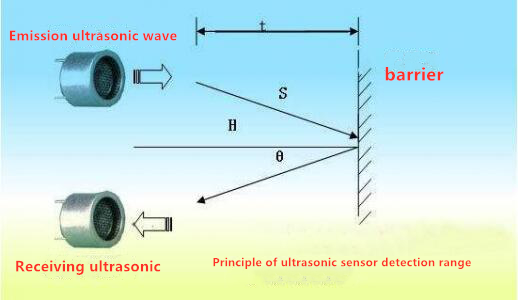 t
Emission ultrasonic wave
barrier
S
H
θ
Receiving ultrasonic
Principle of ultrasonic sensor detection range